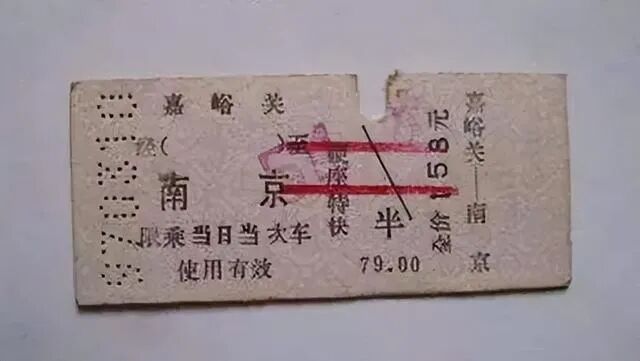 嘉峪关
经( )至
南京
限乘当日当次车
使用有效
硬座特快
半
79.00
全价158元
嘉峪关—南京